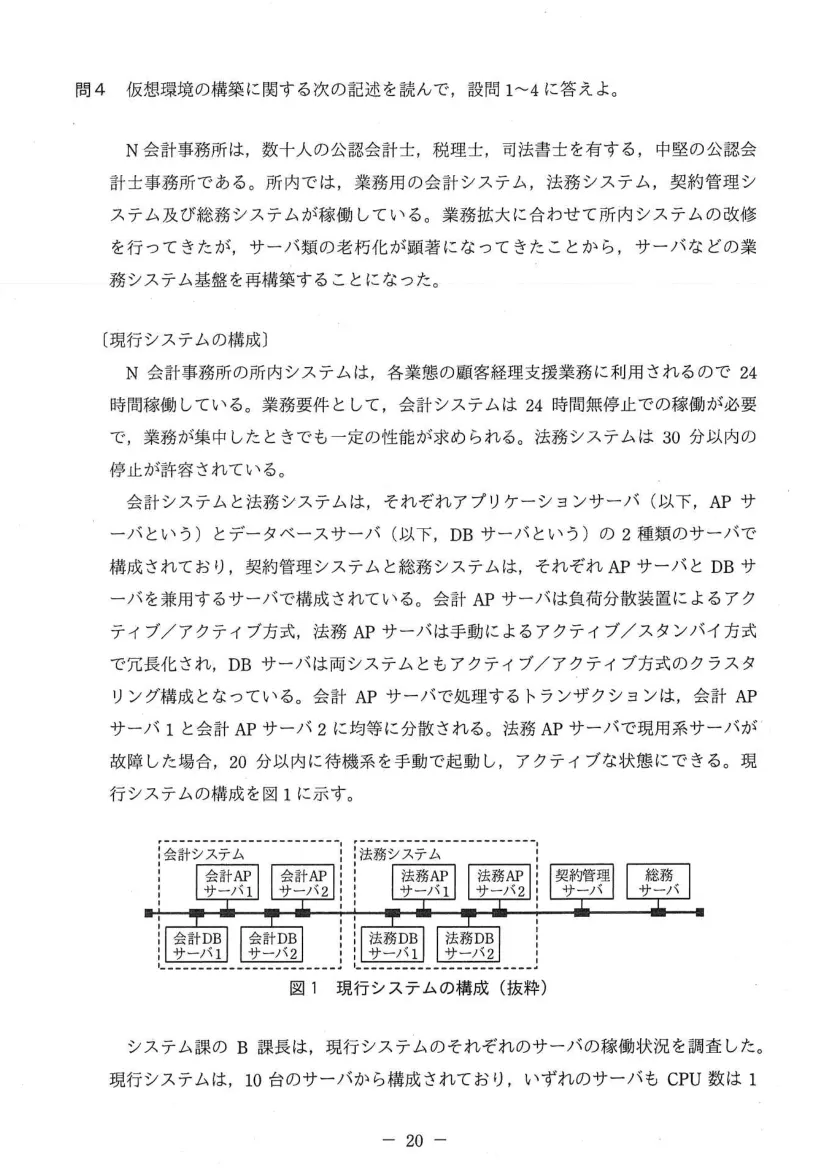 問4 仮想環境の構築に関する次の記述を読んで，設問1～4に答えよ。
N会計事務所は，数十人の公認会計士，税理士，司法書士を有する，中堅の公認会
計士事務所である。所内では，業務用の会計システム，法務システム，契約管理シ
ステム及び総務システムが稼働している。業務拡大に合わせて所内システムの改修
を行ってきたが，サーバ類の老朽化が顕著になってきたことから，サーバなどの業
務システム基盤を再構築することになった。
〔現行システムの構成〕
N 会計事務所の所内システムは，各業態の顧客経理支援業務に利用されるので 24
時間稼働している。業務要件として，会計システムは 24 時間無停止での稼働が必要
で，業務が集中したときでも一定の性能が求められる。法務システムは 30 分以内の
停止が許容されている。
会計システムと法務システムは，それぞれアプリケーションサーバ（以下，AP サ
ーバという）とデータベースサーバ（以下，DB サーバという）の 2 種類のサーバで
構成されており，契約管理システムと総務システムは，それぞれ AP サーバと DB サ
ーバを兼用するサーバで構成されている。会計 AP サーバは負荷分散装置によるアク
ティブ／アクティブ方式，法務 AP サーバは手動によるアクティブ／スタンバイ方式
で冗長化され，DB サーバは両システムともアクティブ／アクティブ方式のクラスタ
リング構成となっている。会計 AP サーバで処理するトランザクションは，会計 AP
サーバ 1 と会計 AP サーバ 2 に均等に分散される。法務 AP サーバで現用系サーバが
故障した場合，20 分以内に待機系を手動で起動し，アクティブな状態にできる。現
行システムの構成を図 1 に示す。
会計システム 法務システム
会計AP 会計AP 法務AP 法務AP 契約管理 総務
サーバ1 サーバ2 サーバ1 サーバ2 サーバ サーバ
会計DB 会計DB 法務DB 法務DB
サーバ1 サーバ2 サーバ1 サーバ2
図1 現行システムの構成（抜粋）
システム課の B 課長は，現行システムのそれぞれのサーバの稼働状況を調査した。
現行システムは，10 台のサーバから構成されており，いずれのサーバも CPU 数は 1
－ 20 －